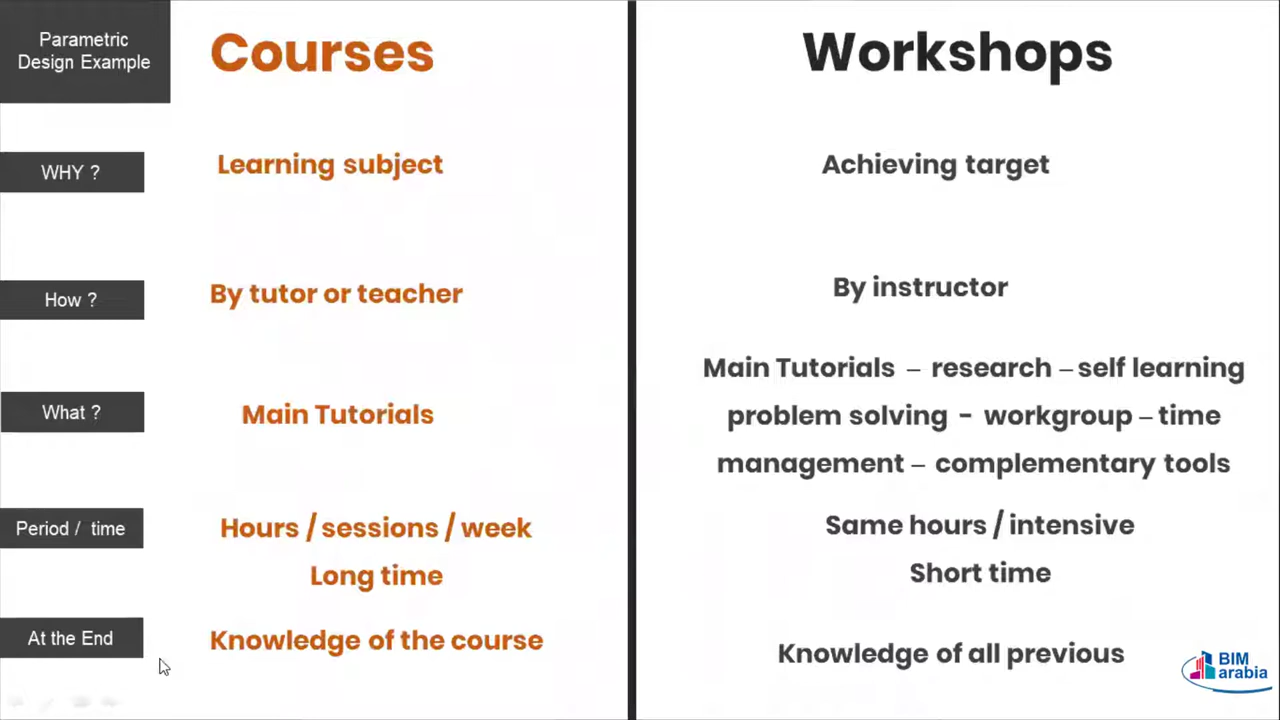 Parametric
Design Example
Courses
Workshops
WHY ?
Learning subject
Achieving target
How ?
By tutor or teacher
By instructor
What ?
Main Tutorials
Main Tutorials – research – self learning
problem solving - workgroup – time
management – complementary tools
Period / time
Hours / sessions / week
Long time
Same hours / intensive
Short time
At the End
Knowledge of the course
Knowledge of all previous
BIM
arabia